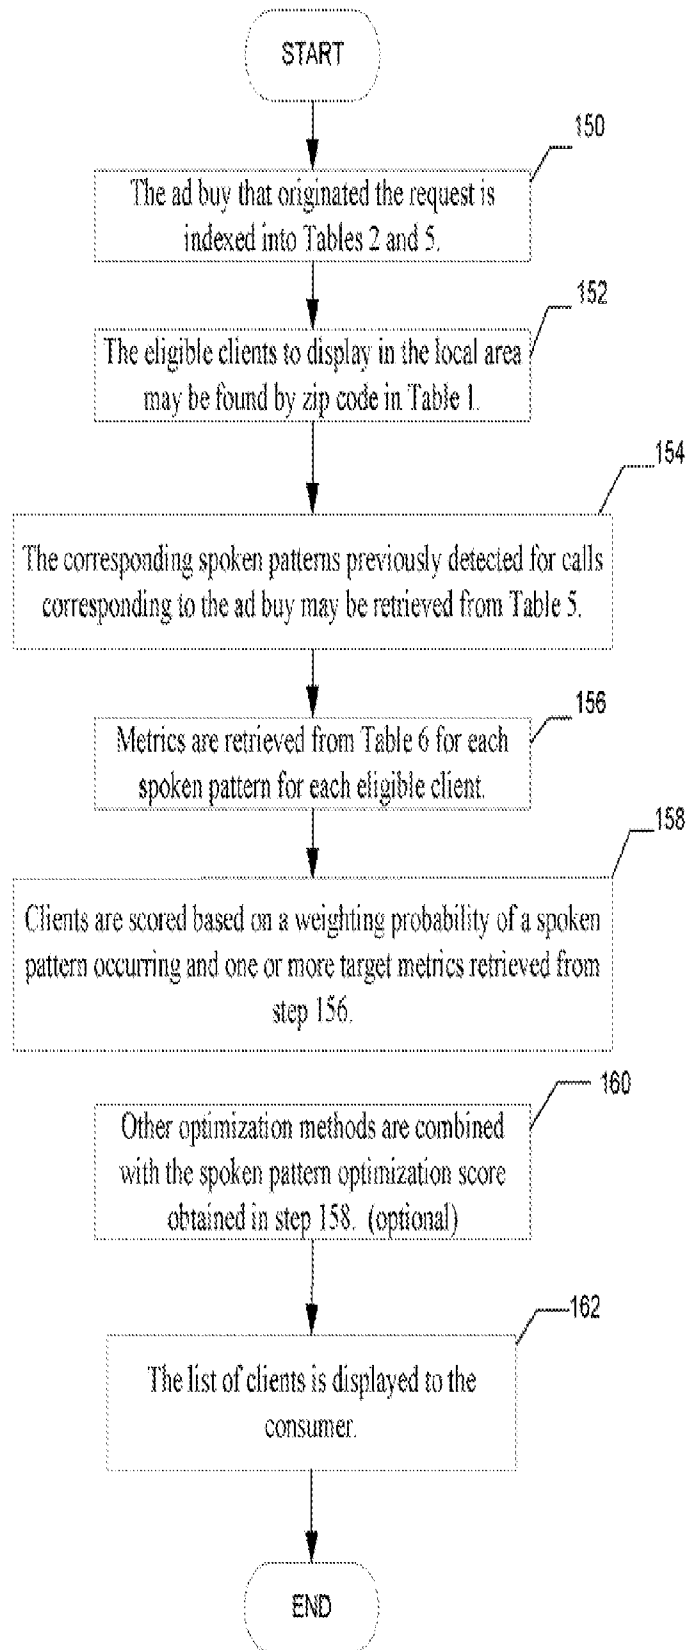 START
150
The ad buy that originated the request is
indexed into Tables 2 and 5.
152
The eligible clients to display in the local area
may be found by zip code in Table 1.
154
The corresponding spoken patterns previously detected for calls
corresponding to the ad buy may be retrieved from Table 5.
156
Metrics are retrieved from Table 6 for each
spoken pattern for each eligible client.
158
Clients are scored based on a weighting probability of a spoken
pattern occurring and one or more target metrics retrieved from
step 156.
160
Other optimization methods are combined
with the spoken pattern optimization score
obtained in step 158. (optional)
162
The list of clients is displayed to the
consumer.
END